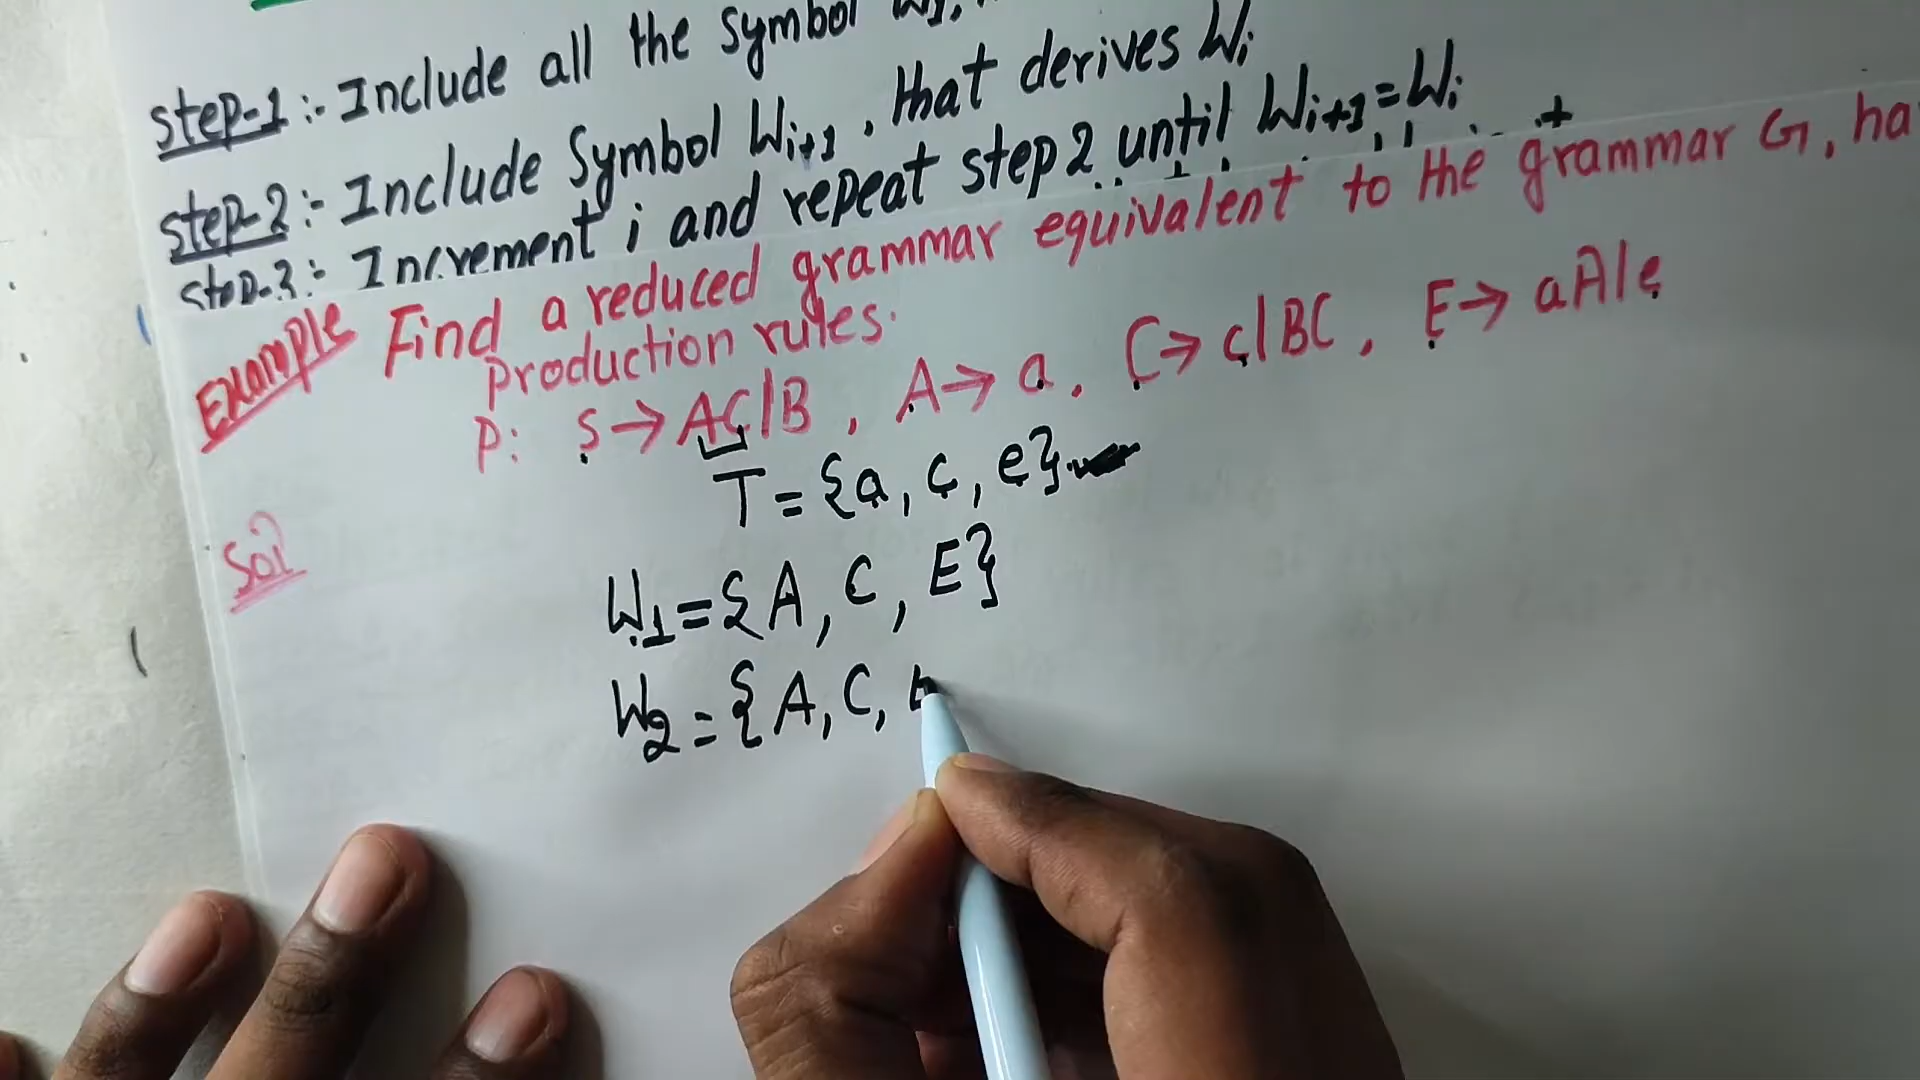 step-1:- Include all the symbol W1,
step-2:- Include Symbol Wi+1, that derives Wi
step-3:- Increment i and repeat step 2 until Wi+1=Wi
Example Find a reduced grammar equivalent to the grammar G, ha
production rules.
P: S→AC|B, A→a, C→c|BC, E→aA|e
Sol
T={a, c, e}
W1={A, C, E}
W2={A, C,